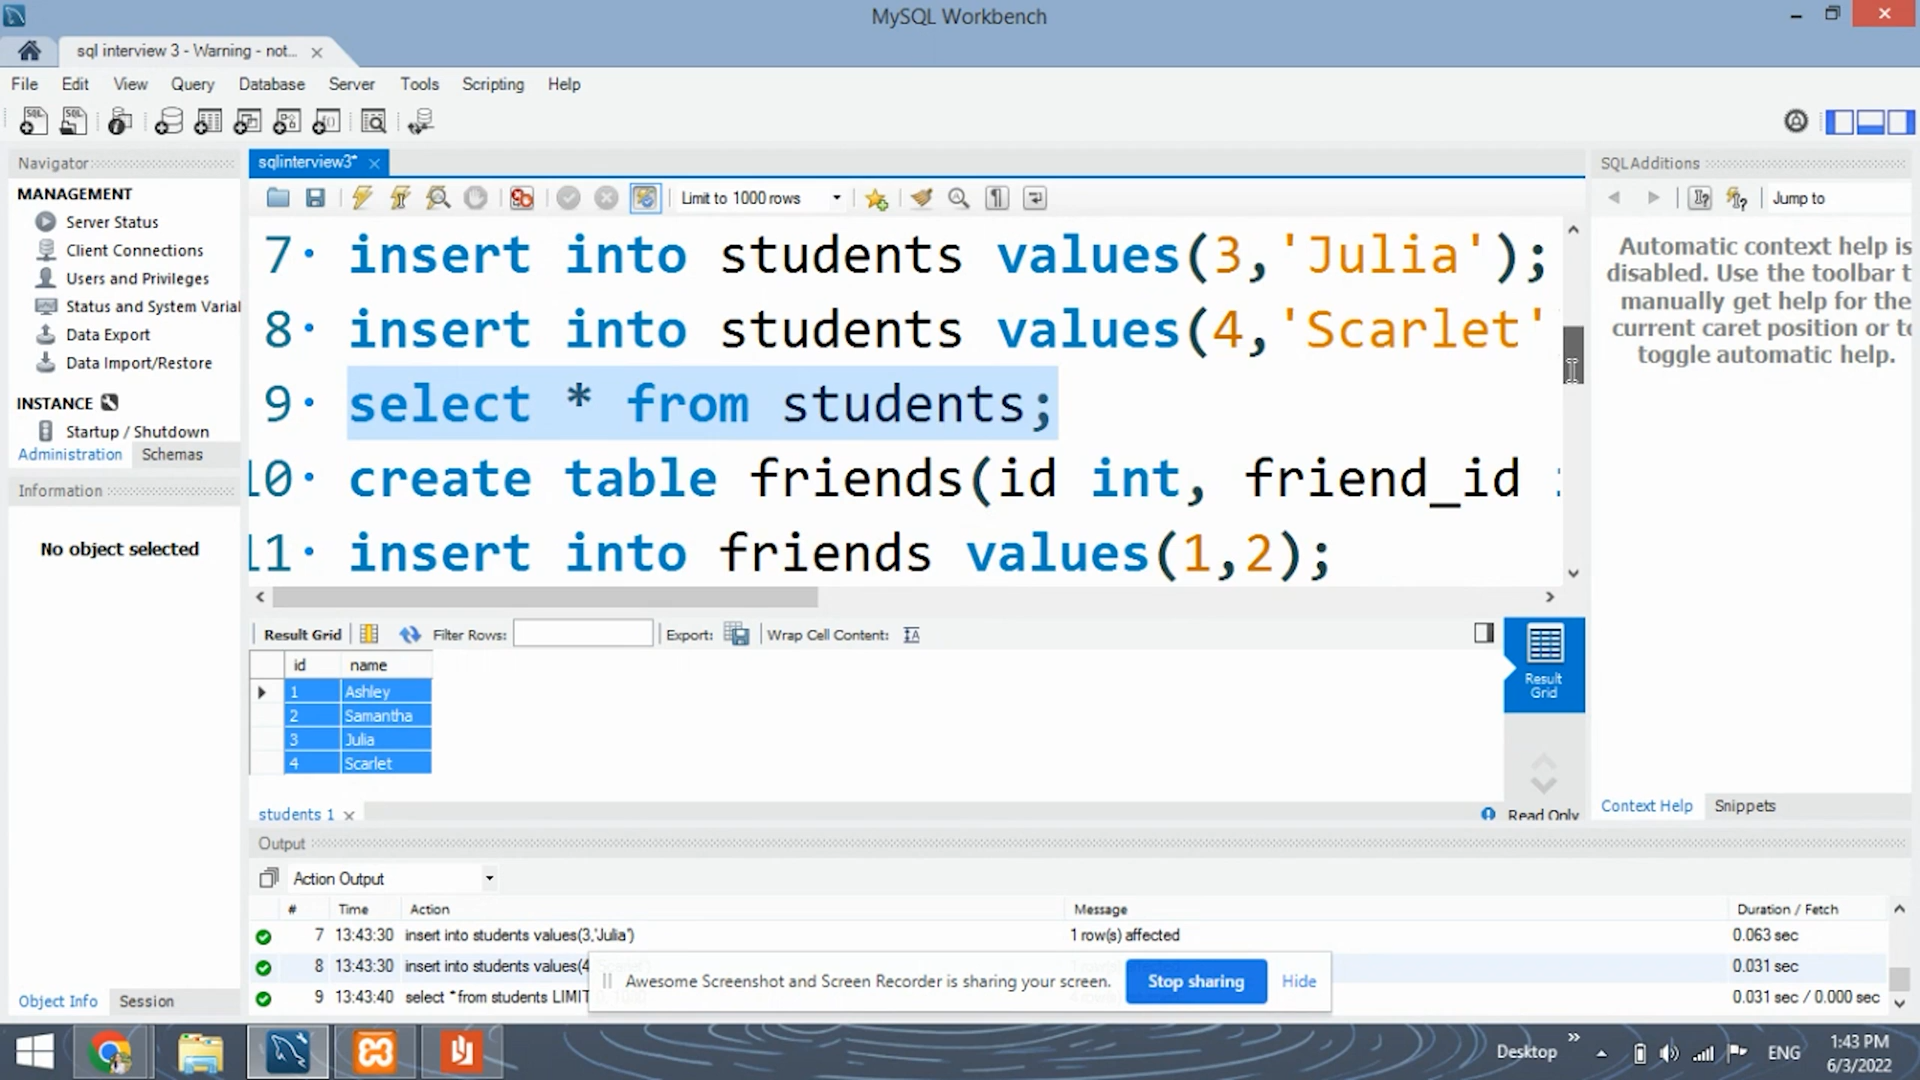 MySQL Workbench
sql interview 3 - Warning - not...
File Edit View Query Database Server Tools Scripting Help
Navigator
MANAGEMENT
Server Status
Client Connections
Users and Privileges
Status and System Varial
Data Export
Data Import/Restore
INSTANCE
Startup / Shutdown
Administration Schemas
Information
No object selected
Object Info Session
sqlinterview3*
Limit to 1000 rows
7 insert into students values(3,'Julia');
8 insert into students values(4,'Scarlet'
9 select * from students;
10 create table friends(id int, friend_id
11 insert into friends values(1,2);
Result Grid Filter Rows: Export: Wrap Cell Content:
id name
1 Ashley
2 Samantha
3 Julia
4 Scarlet
Result Grid
students 1
Read Only
SQL Additions
Jump to
Automatic context help is
disabled. Use the toolbar t
manually get help for the
current caret position or to
toggle automatic help.
Context Help Snippets
Output
Action Output
# Time Action Message Duration / Fetch
7 13:43:30 insert into students values(3,'Julia') 1 row(s) affected 0.063 sec
8 13:43:30 insert into students values(4 0.031 sec
9 13:43:40 select * from students LIMIT 0.031 sec / 0.000 sec
Awesome Screenshot and Screen Recorder is sharing your screen. Stop sharing Hide
Desktop
ENG
1:43 PM
6/3/2022